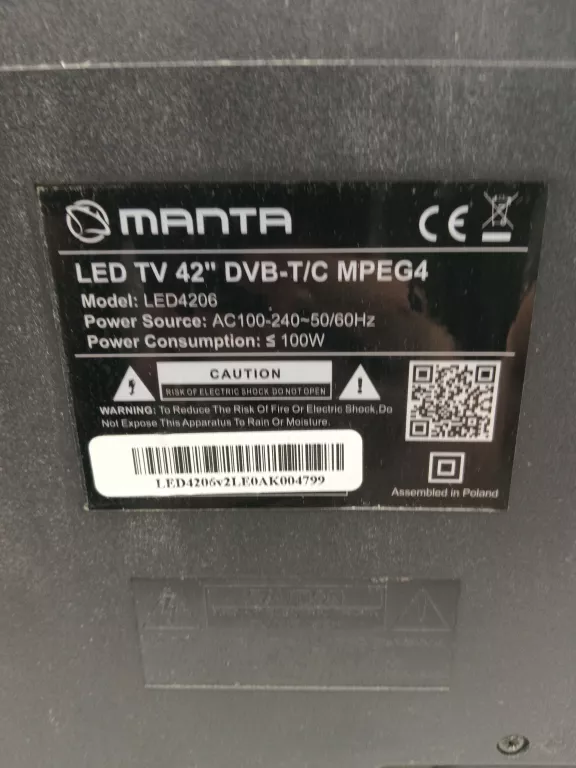 MANTA
CE
LED TV 42" DVB-T/C MPEG4
Model: LED4206
Power Source: AC100-240~50/60Hz
Power Consumption: ≤ 100W
CAUTION
RISK OF ELECTRIC SHOCK DO NOT OPEN
WARNING: To Reduce The Risk Of Fire Or Electric Shock,Do
Not Expose This Apparatus To Rain Or Moisture.
LED4206v2LE0AK004799
Assembled in Poland